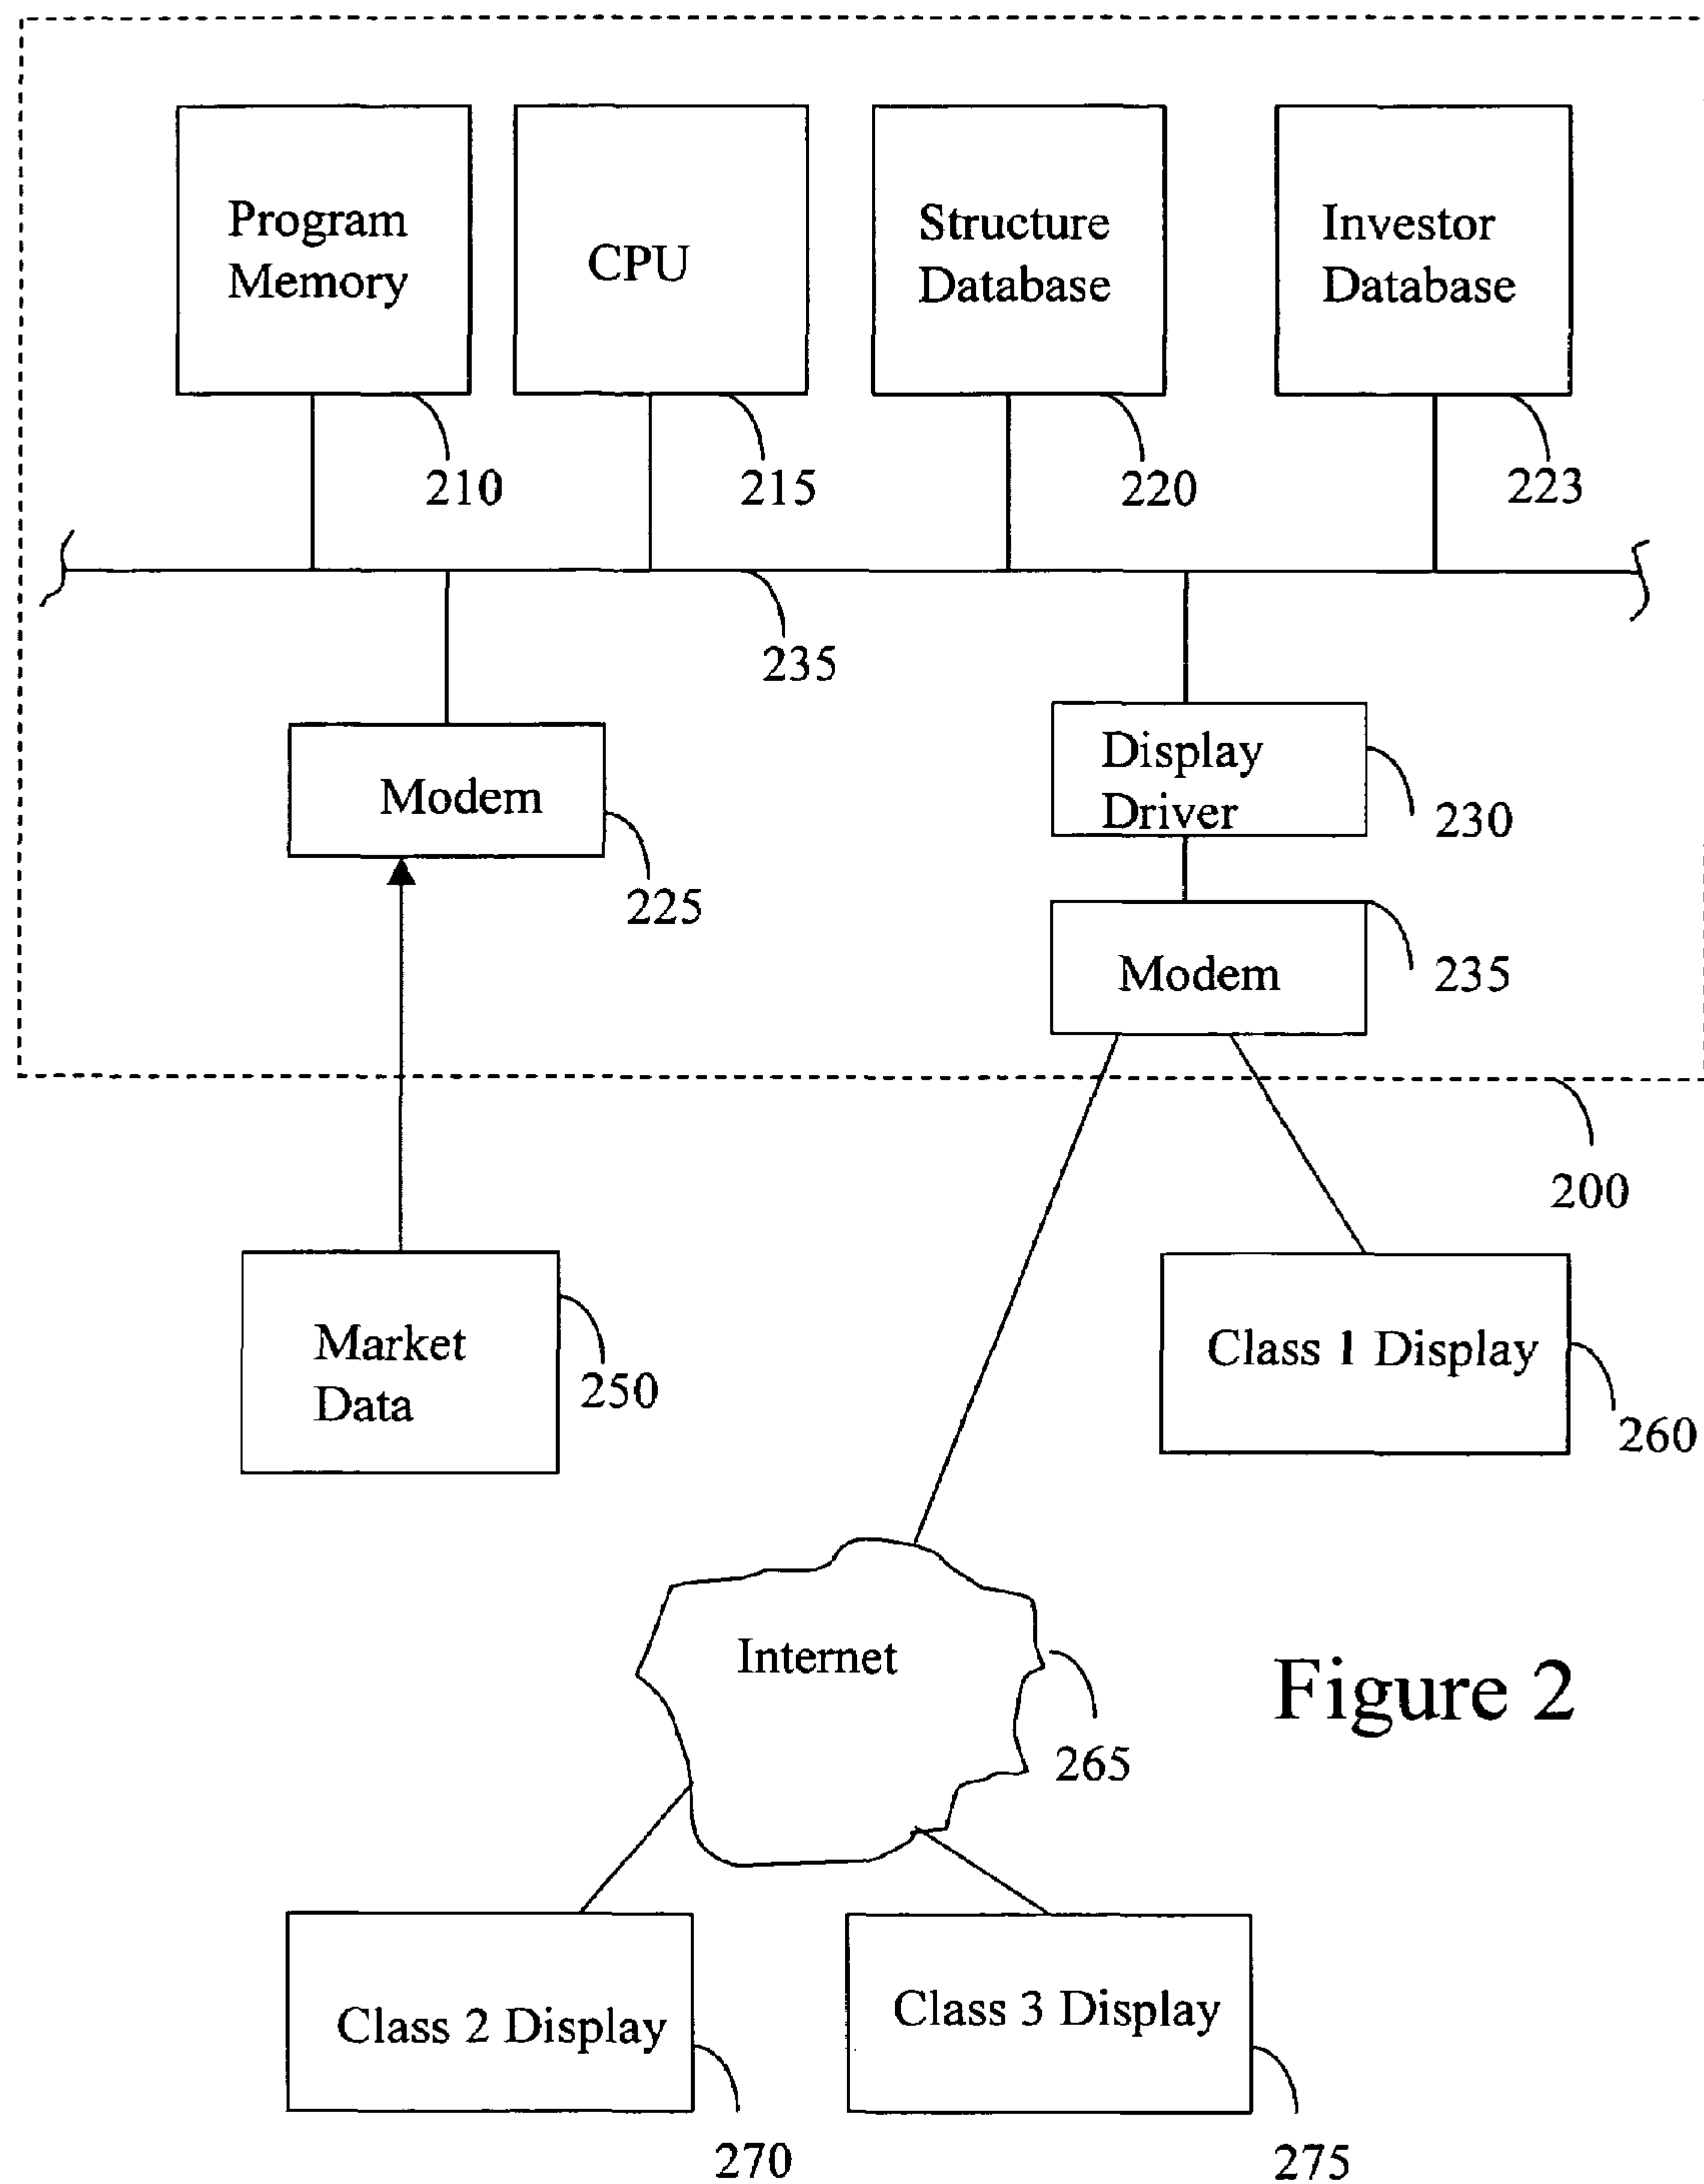 Program
Memory
CPU
Structure
Database
Investor
Database
210
215
220
223
235
Modem
225
Display
Driver
230
Modem
235
200
Market
Data
250
Class 1 Display
260
Internet
265
Figure 2
Class 2 Display
270
Class 3 Display
275